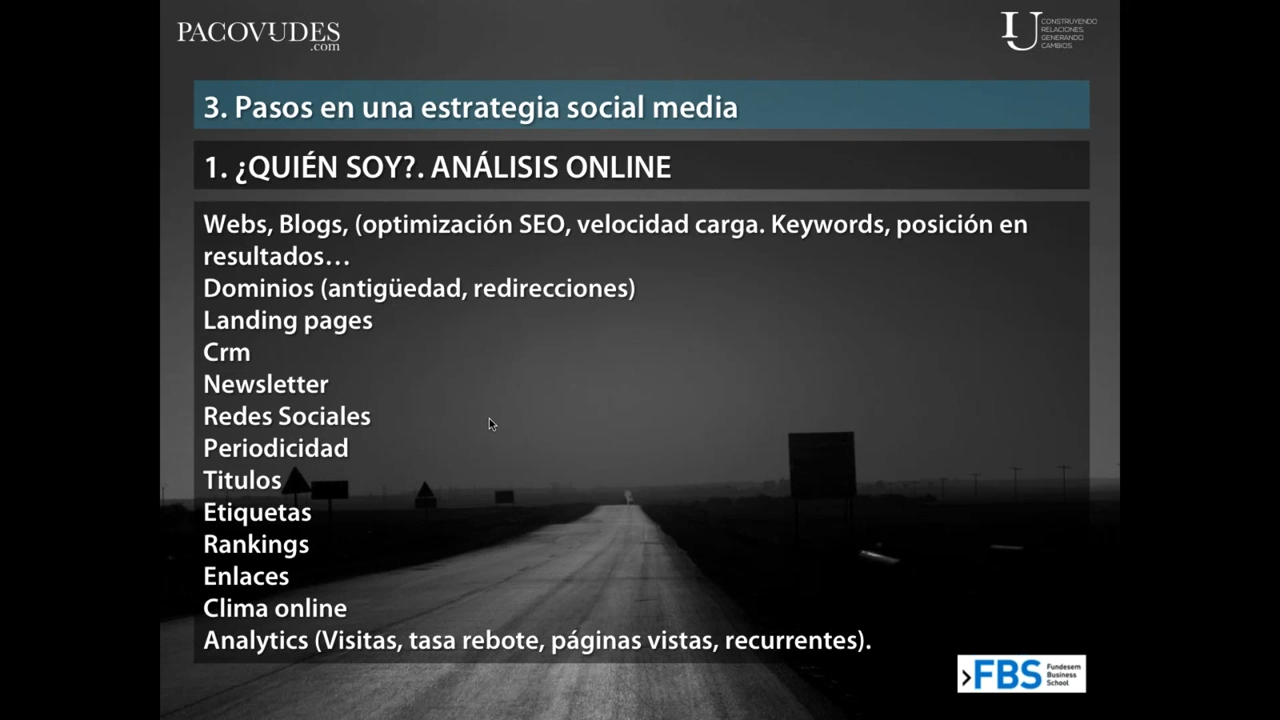 PACOVUDES
.com
U
CONSTRUYENDO
RELACIONES,
GENERANDO
CAMBIOS.
3. Pasos en una estrategia social media
1. ¿QUIÉN SOY?. ANÁLISIS ONLINE
Webs, Blogs, (optimización SEO, velocidad carga. Keywords, posición en
resultados…
Dominios (antigüedad, redirecciones)
Landing pages
Crm
Newsletter
Redes Sociales
Periodicidad
Titulos
Etiquetas
Rankings
Enlaces
Clima online
Analytics (Visitas, tasa rebote, páginas vistas, recurrentes).
›FBS
Fundesem
Business
School